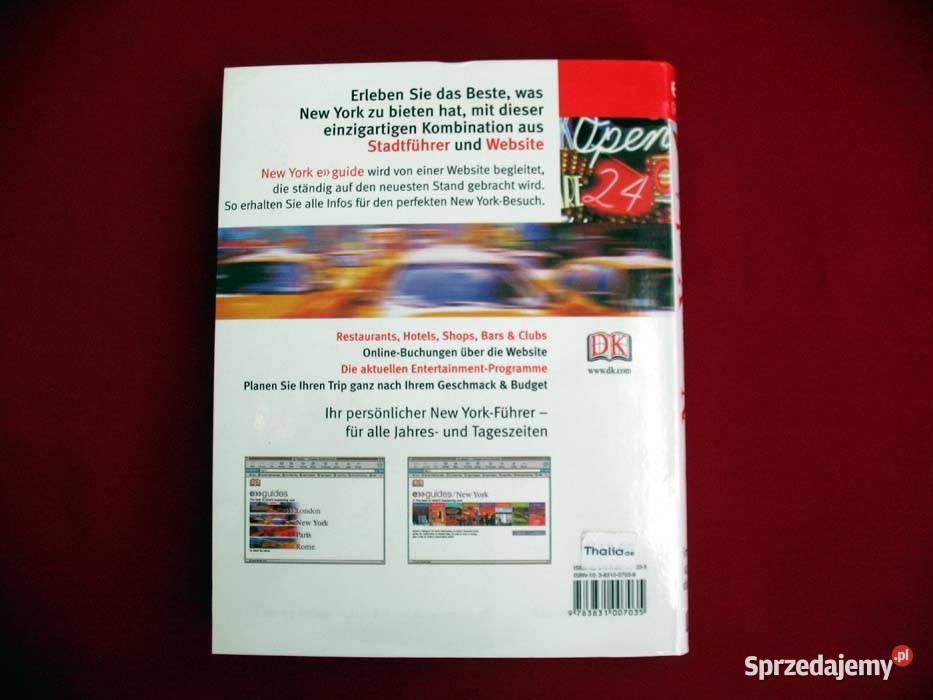 Erleben Sie das Beste, was
New York zu bieten hat, mit dieser
einzigartigen Kombination aus
Stadtführer und Website
New York e»guide wird von einer Website begleitet,
die ständig auf den neuesten Stand gebracht wird.
So erhalten Sie alle Infos für den perfekten New York-Besuch.
Open
24
Restaurants, Hotels, Shops, Bars & Clubs
Online-Buchungen über die Website
Die aktuellen Entertainment-Programme
Planen Sie Ihren Trip ganz nach Ihrem Geschmack & Budget
DK
www.dk.com
Ihr persönlicher New York-Führer –
für alle Jahres- und Tageszeiten
DK
e»guides
London
New York
Paris
Rome
DK
e»guides/New York
Thalia.de
9 783831 007035
Sprzedajemy.pl